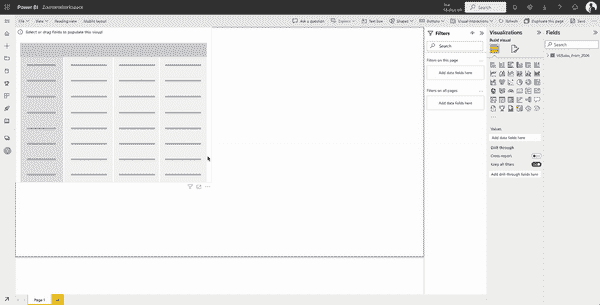 Power BI Zoomerworkspace
Search
File View Reading view Mobile layout
Ask a question Explore Text box Shapes Buttons Visual interactions Refresh Duplicate this page Save
Select or drag fields to populate this visual
Filters
Search
Filters on this page
Add data fields here
Filters on all pages
Add data fields here
Visualizations
Build visual
Values
Add data fields here
Drill through
Cross-report
Keep all filters
Add drill-through fields here
Fields
Search
Page 1